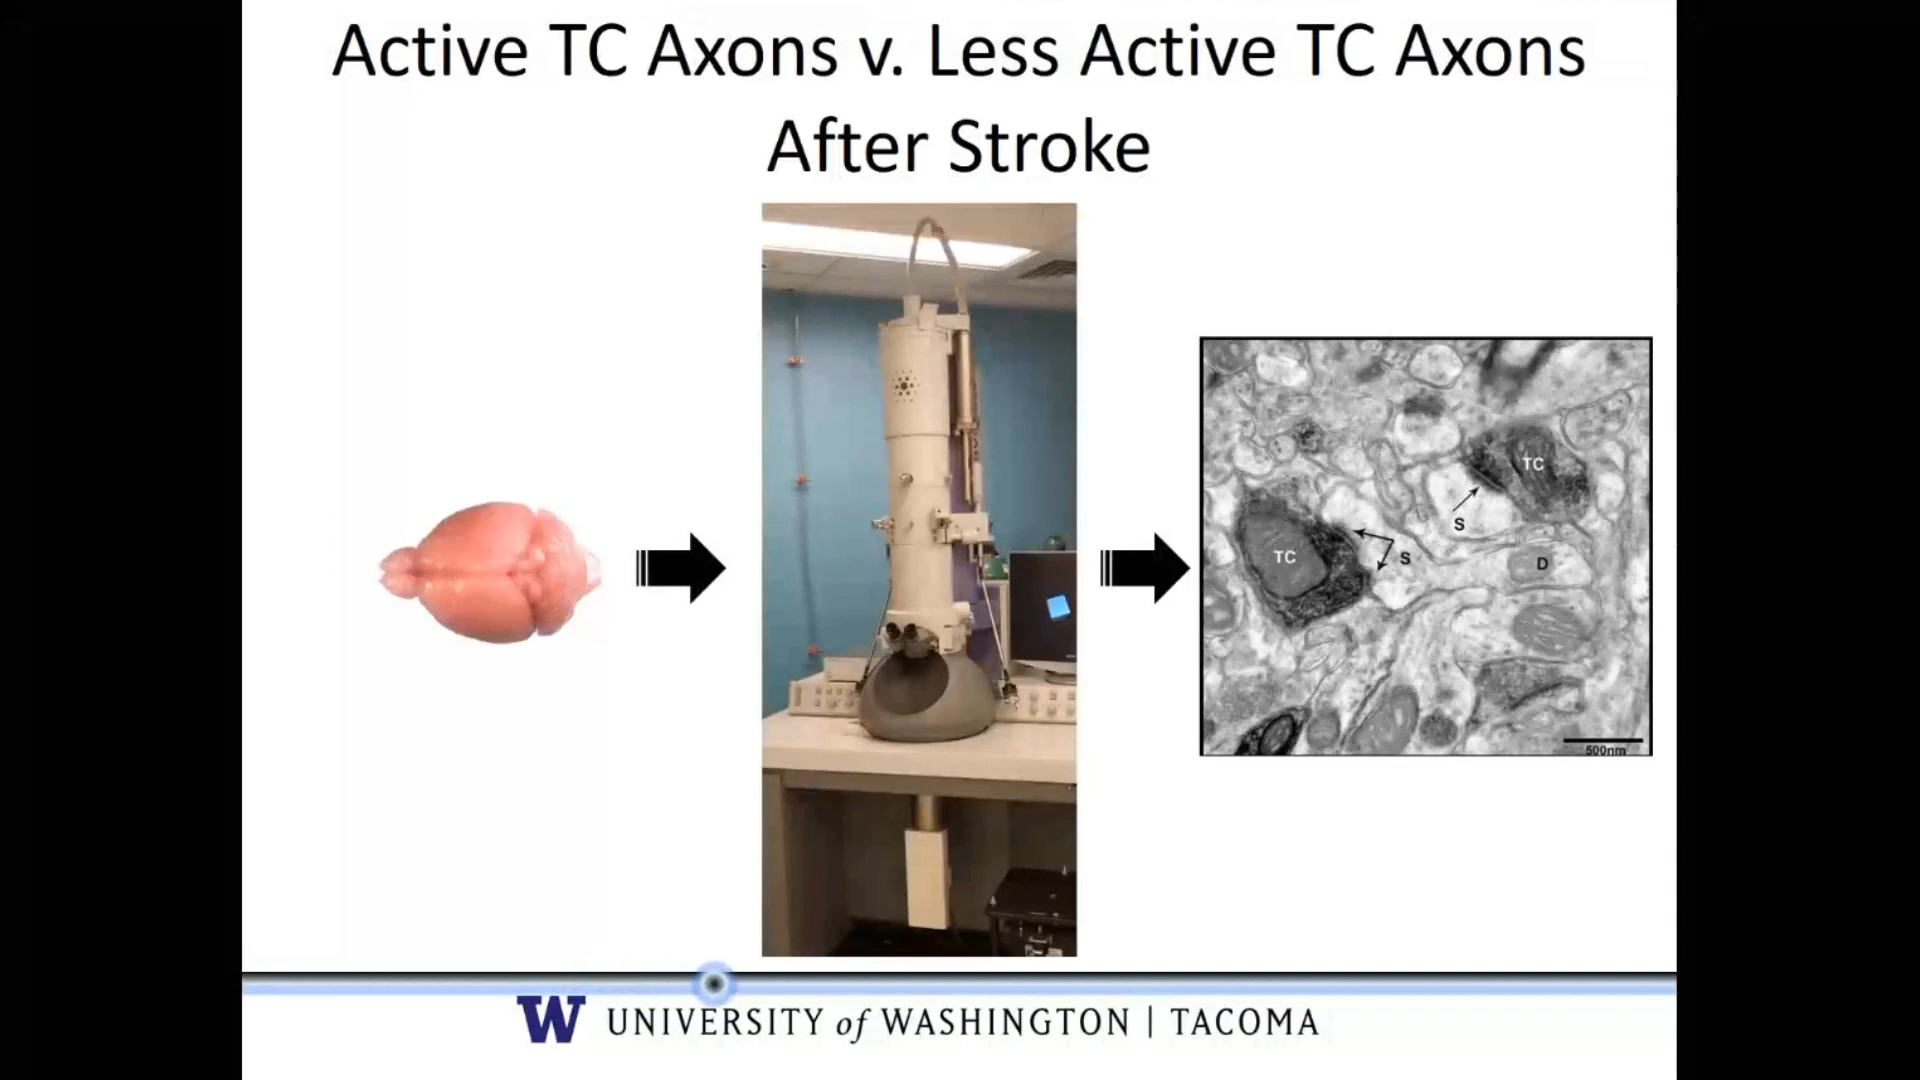 Active TC Axons v. Less Active TC Axons
After Stroke
TC
S
TC
S
D
500nm
W UNIVERSITY of WASHINGTON | TACOMA